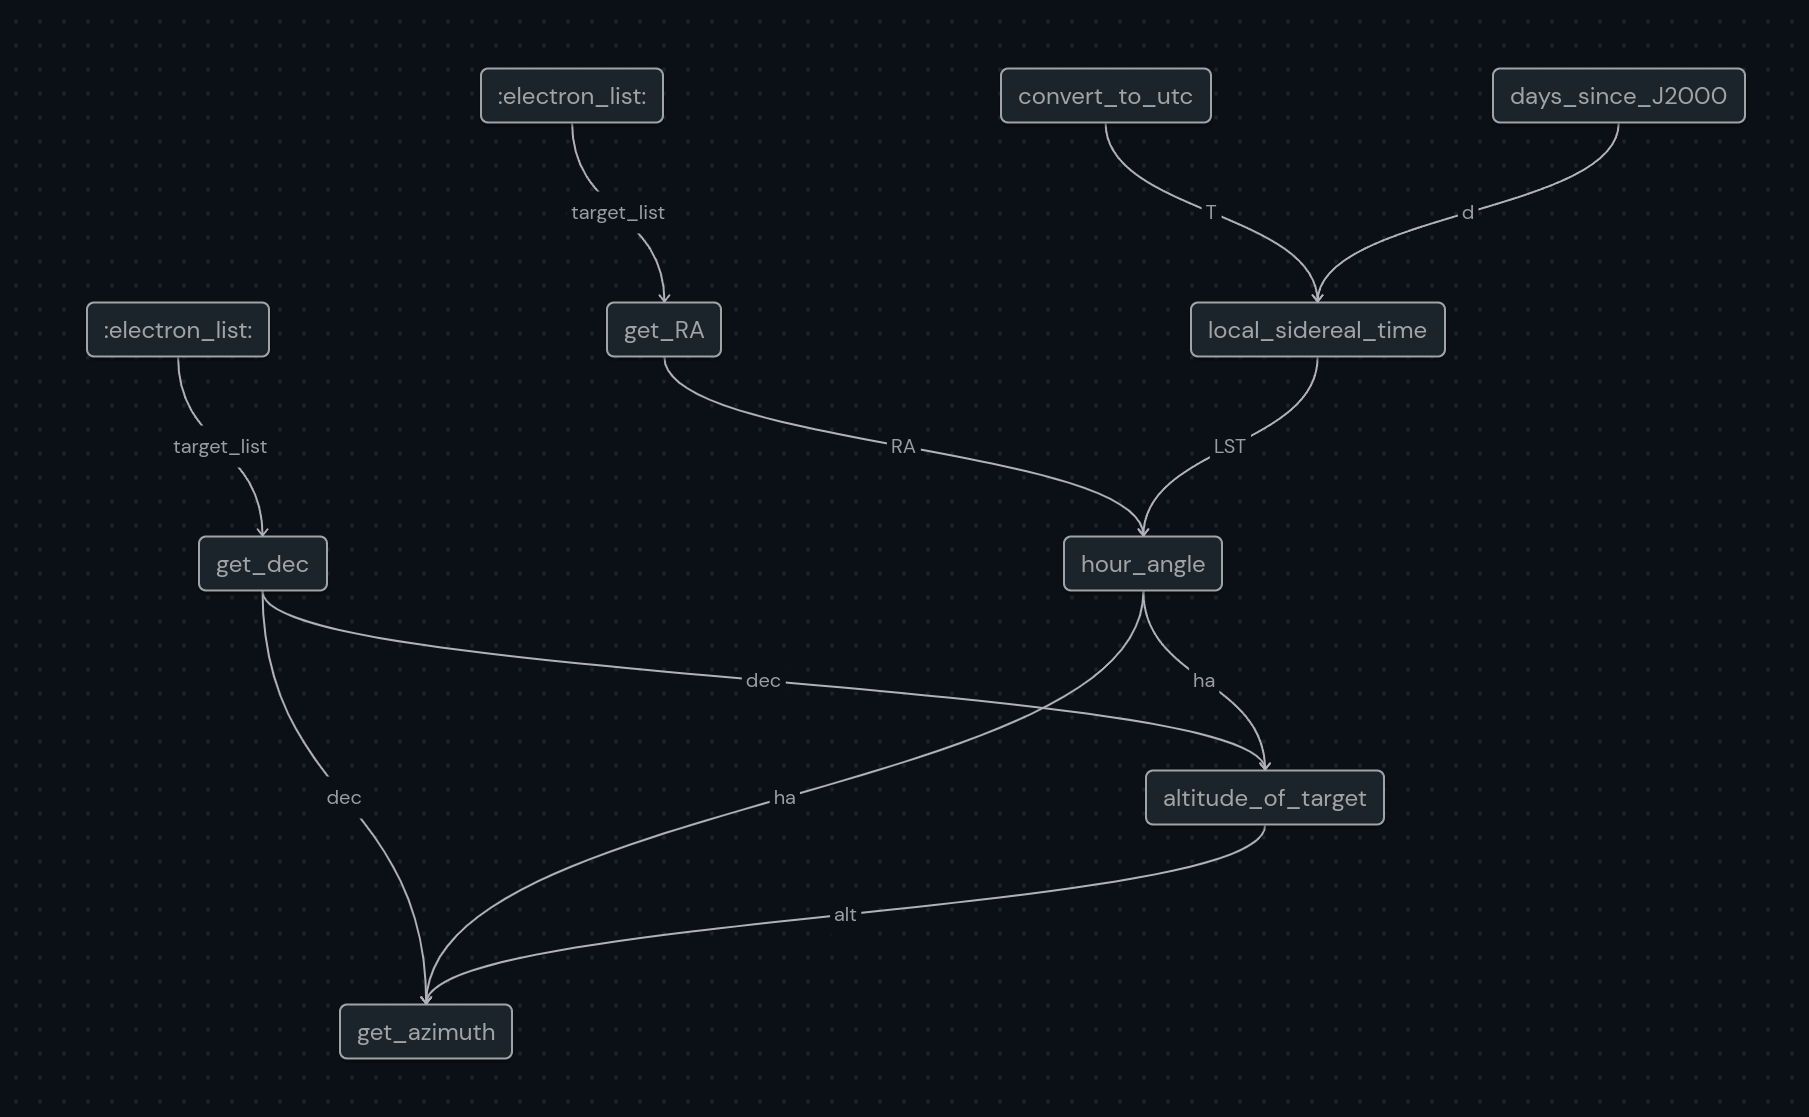 :electron_list:
convert_to_utc
days_since_J2000
target_list
T
d
:electron_list:
get_RA
local_sidereal_time
target_list
RA
LST
get_dec
hour_angle
dec
ha
dec
ha
altitude_of_target
alt
get_azimuth